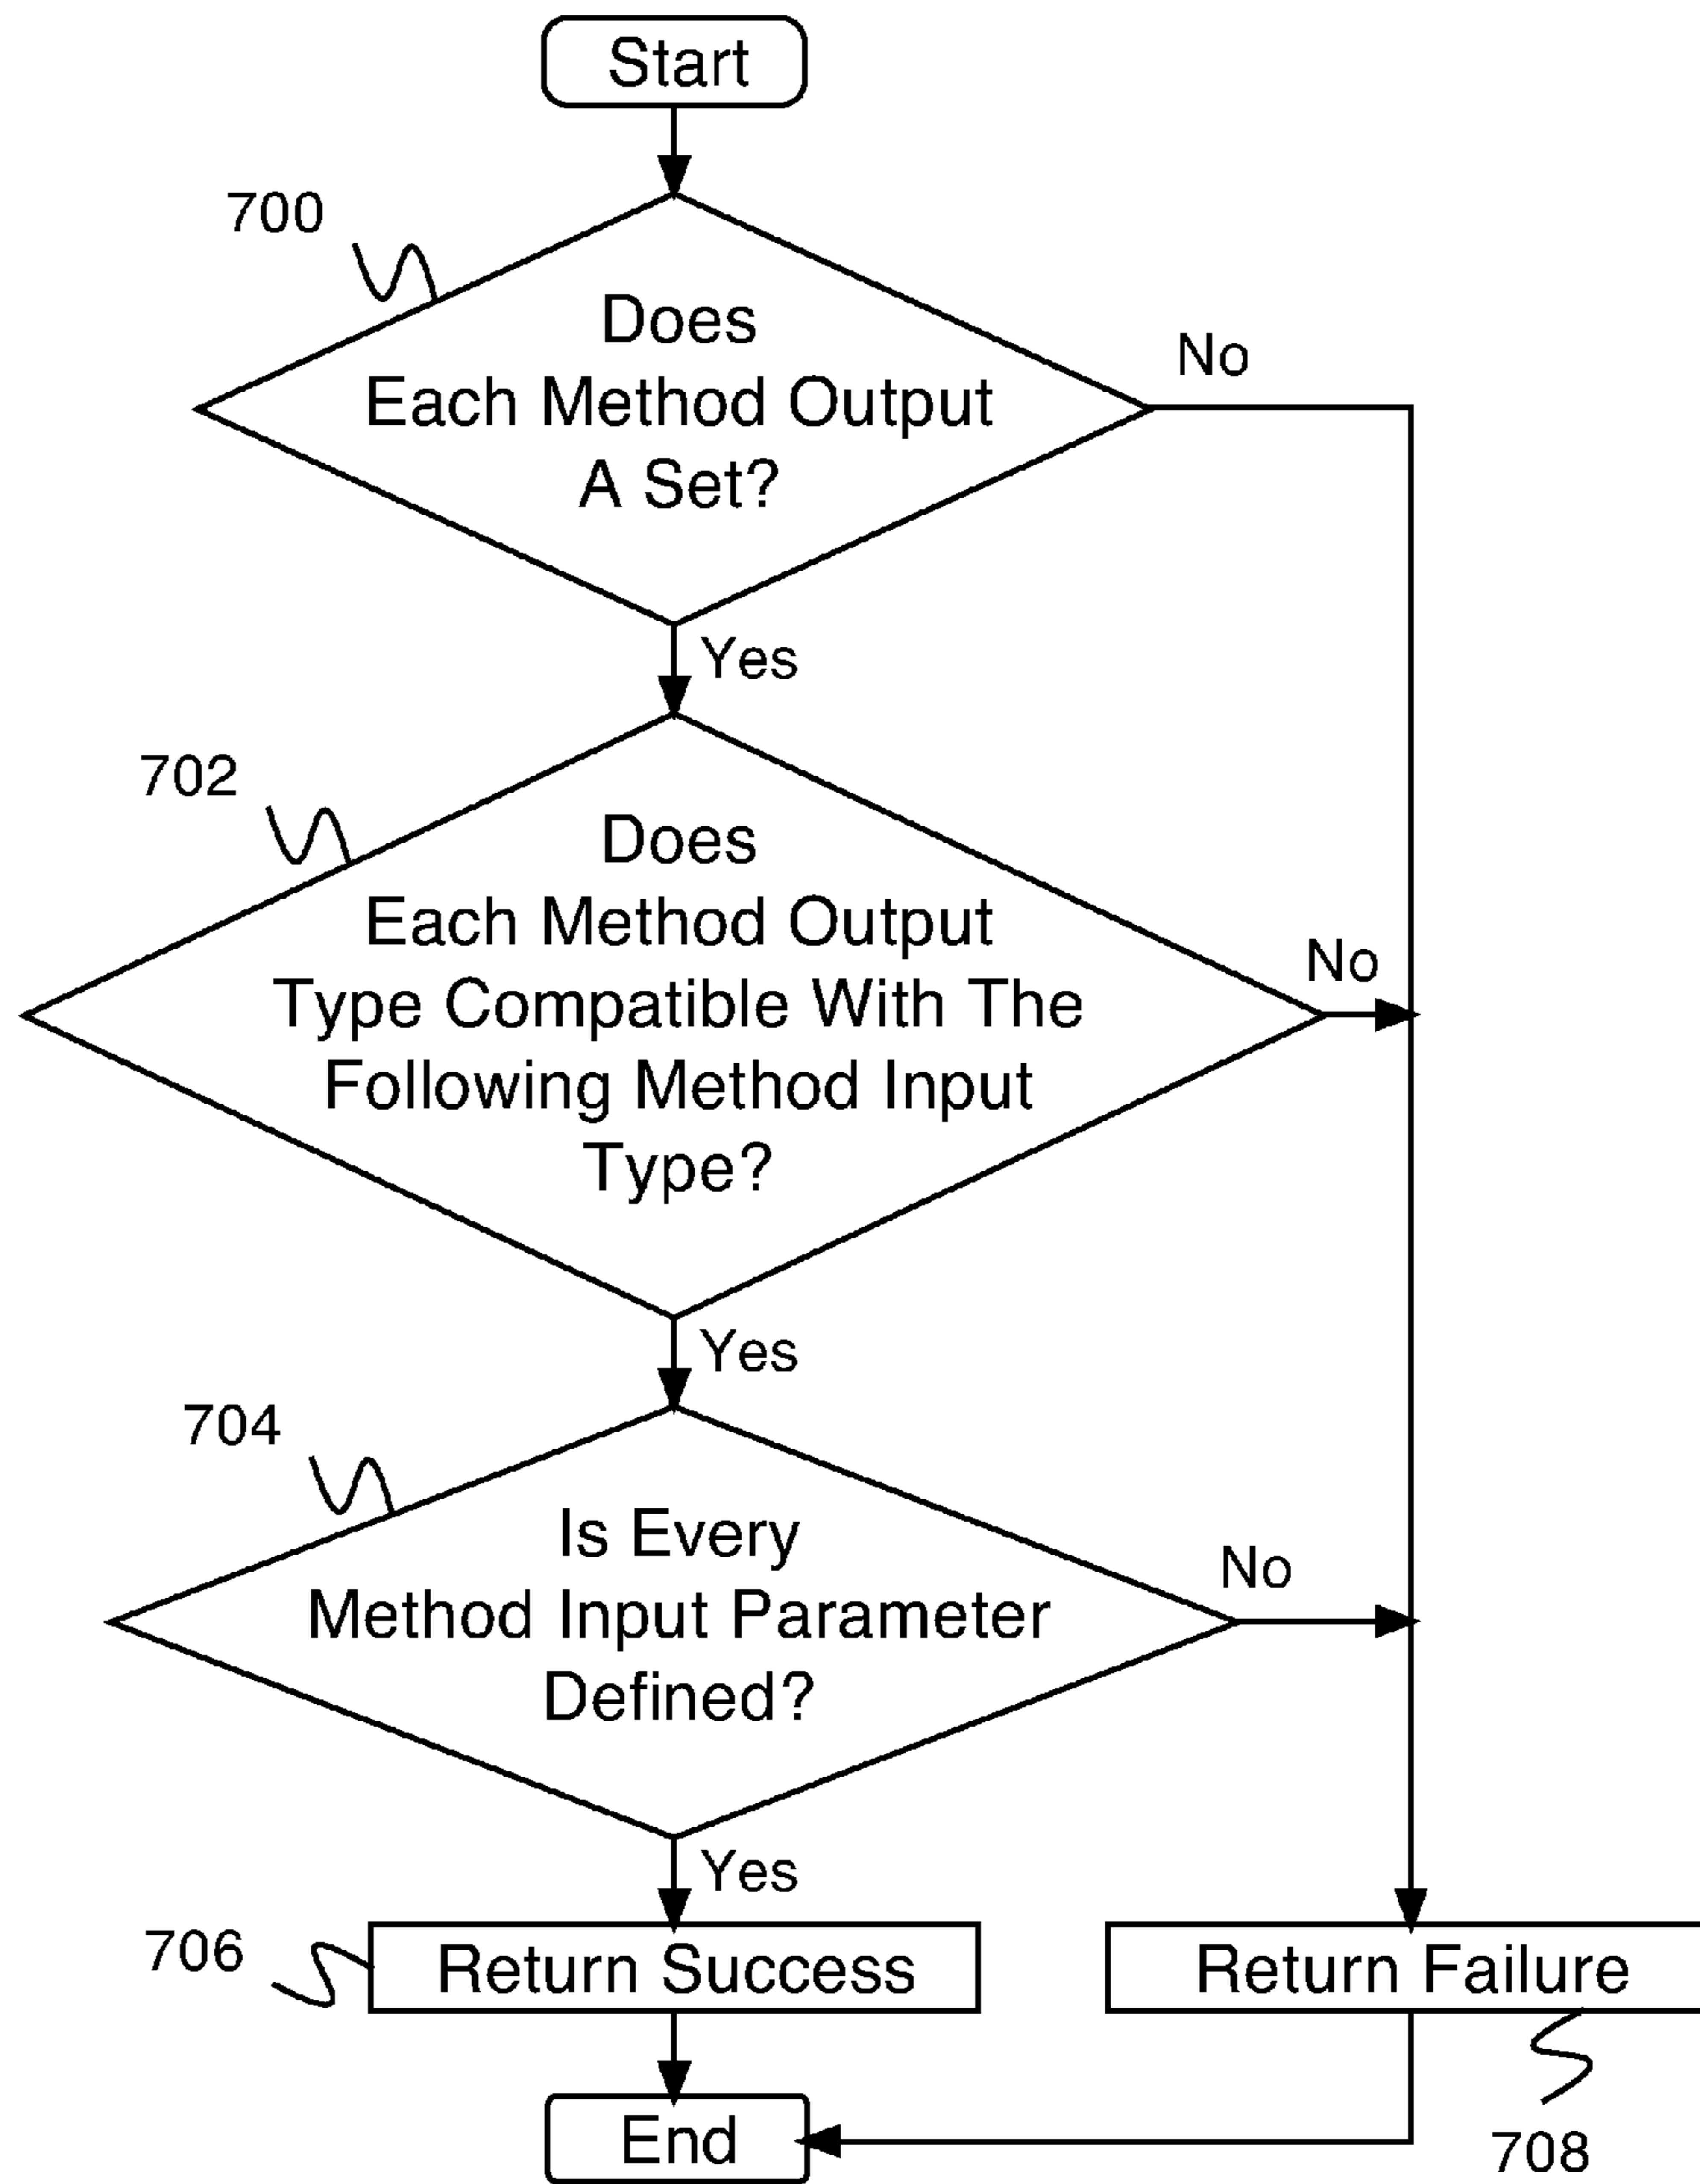 Start
700
Does
Each Method Output
A Set?
No
Yes
702
Does
Each Method Output
Type Compatible With The
Following Method Input
Type?
No
Yes
704
Is Every
Method Input Parameter
Defined?
No
Yes
706
Return Success
Return Failure
End
708